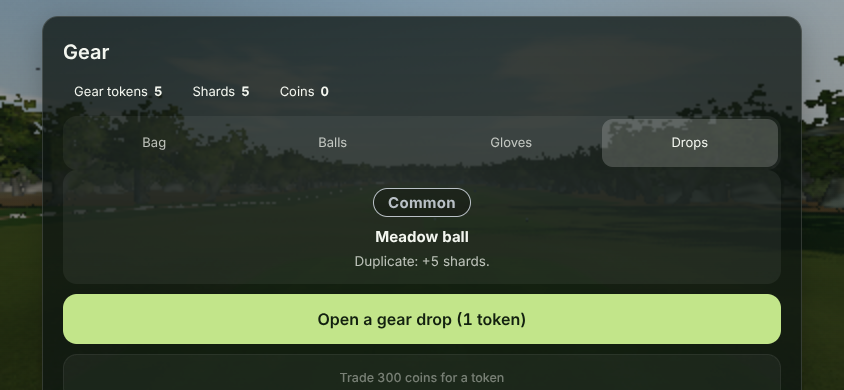 Gear
Gear tokens 5 Shards 5 Coins 0
Bag Balls Gloves Drops
Common
Meadow ball
Duplicate: +5 shards.
Open a gear drop (1 token)
Trade 300 coins for a token